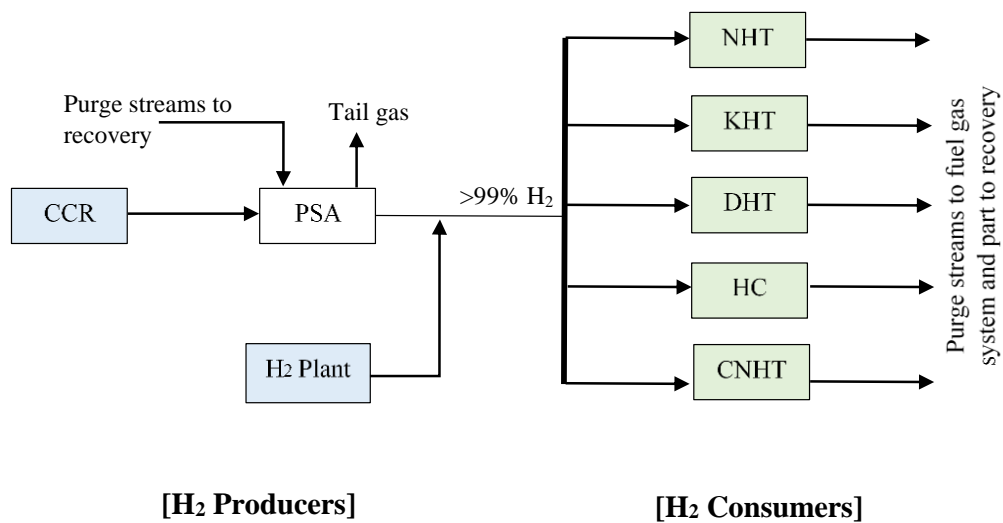 NHT
Purge streams to
recovery
Tail gas
KHT
CCR
PSA
>99% H₂
DHT
HC
H₂ Plant
CNHT
Purge streams to fuel gas
system and part to recovery
[H₂ Producers]
[H₂ Consumers]